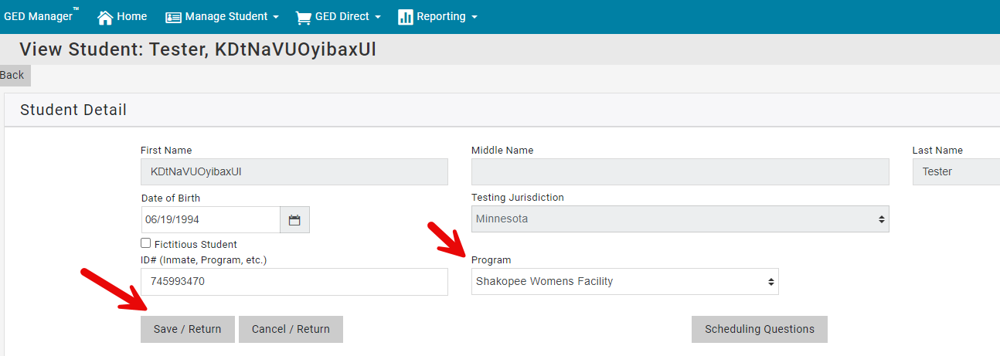 GED Manager™ Home Manage Student GED Direct Reporting
View Student: Tester, KDtNaVUOyibaxUl
Back
Student Detail
First Name Middle Name Last Name
KDtNaVUOyibaxUl Tester
Date of Birth Testing Jurisdiction
06/19/1994 Minnesota
Fictitious Student
ID# (Inmate, Program, etc.) Program
745993470 Shakopee Womens Facility
Save / Return Cancel / Return Scheduling Questions